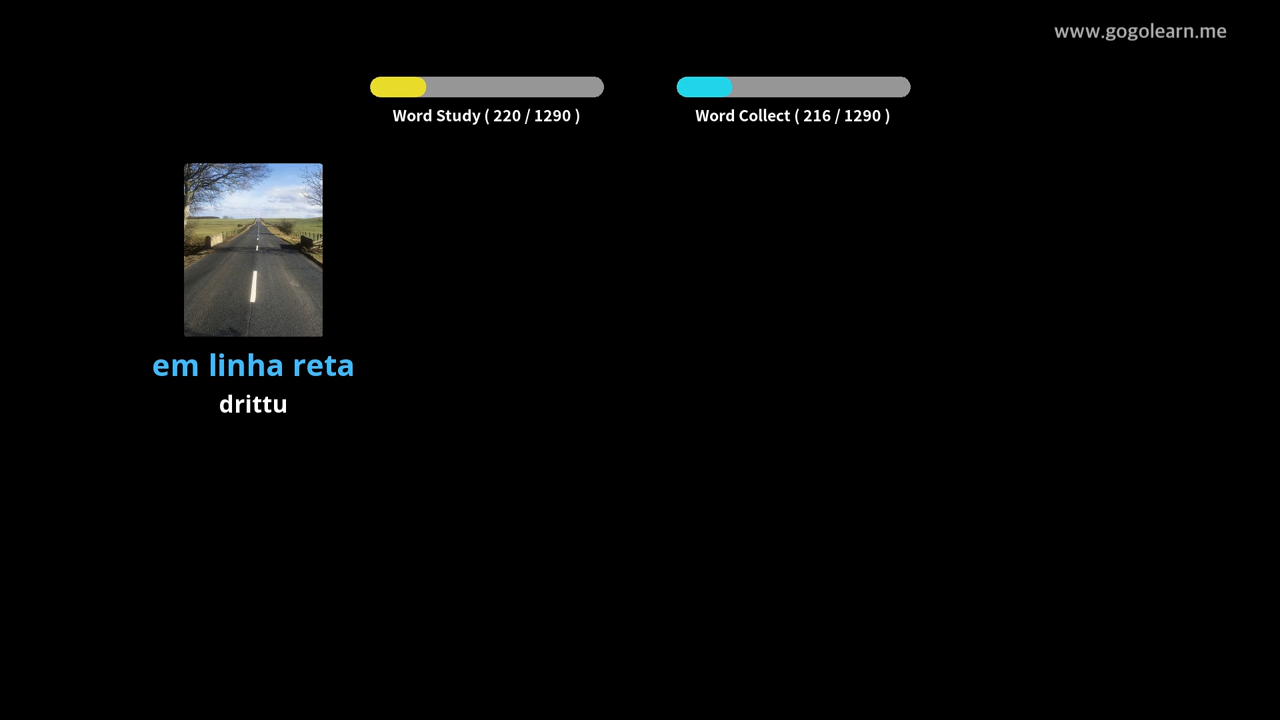 www.gogolearn.me
Word Study ( 220 / 1290 )
Word Collect ( 216 / 1290 )
em linha reta
drittu